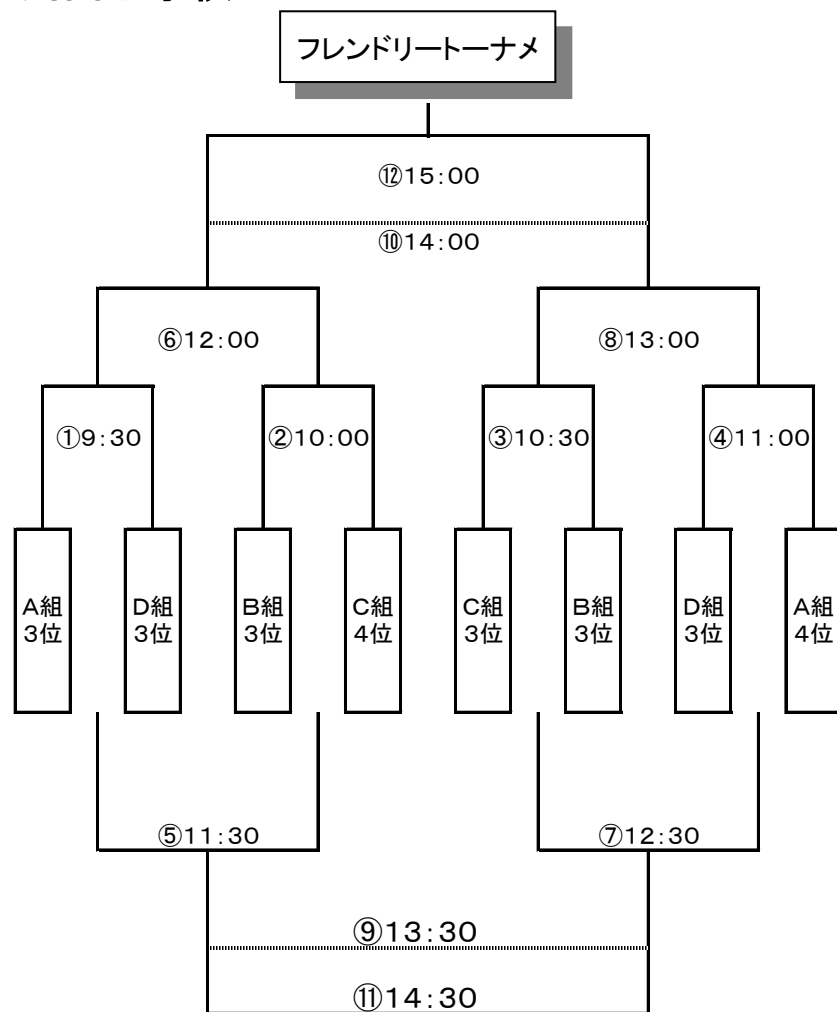 フレンドリートーナメ
⑫15:00
⑩14:00
⑥12:00
⑧13:00
①9:30
②10:00
③10:30
④11:00
A組
3位
D組
3位
B組
3位
C組
4位
C組
3位
B組
3位
D組
3位
A組
4位
⑤11:30
⑦12:30
⑨13:30
⑪14:30